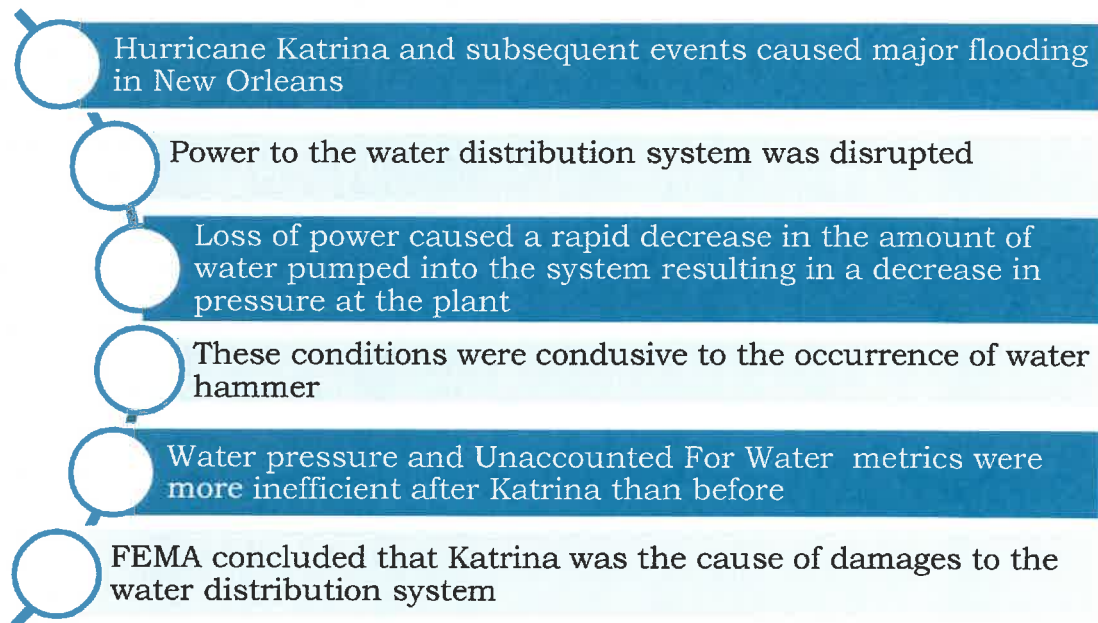 Hurricane Katrina and subsequent events caused major flooding
in New Orleans
Power to the water distribution system was disrupted
Loss of power caused a rapid decrease in the amount of
water pumped into the system resulting in a decrease in
pressure at the plant
These conditions were condusive to the occurrence of water
hammer
Water pressure and Unaccounted For Water metrics were
more inefficient after Katrina than before
FEMA concluded that Katrina was the cause of damages to the
water distribution system